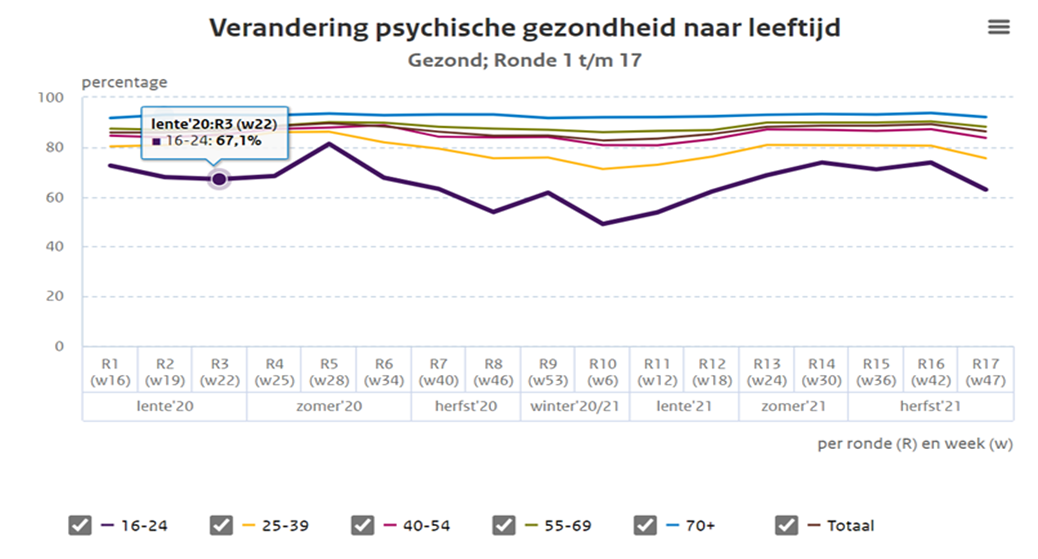 Verandering psychische gezondheid naar leeftijd
Gezond; Ronde 1 t/m 17
percentage
100
80
60
40
20
0
lente'20:R3 (w22)
16-24: 67,1%
R1 R2 R3 R4 R5 R6 R7 R8 R9 R10 R11 R12 R13 R14 R15 R16 R17
(w16) (w19) (w22) (w25) (w28) (w34) (w40) (w46) (w53) (w6) (w12) (w18) (w24) (w30) (w36) (w42) (w47)
lente'20 zomer'20 herfst'20 winter'20/21 lente'21 zomer'21 herfst'21
per ronde (R) en week (w)
16-24 25-39 40-54 55-69 70+ Totaal